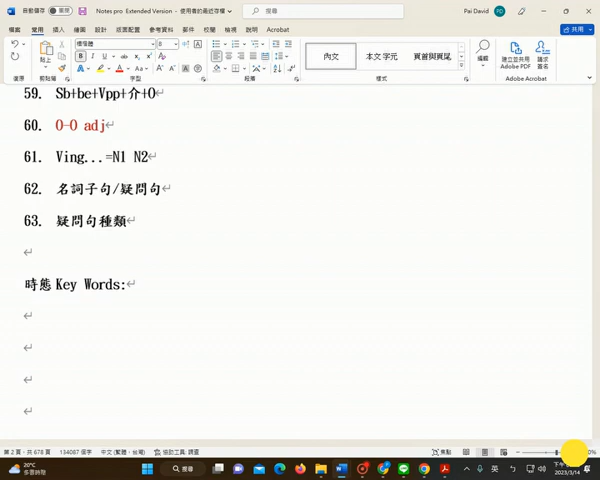 自動儲存 關閉 Notes pro Extended Version - 使用者的最近存檔 搜尋 Pai David PD
檔案 常用 插入 繪圖 設計 版面配置 參考資料 郵件 校閱 檢視 說明 Acrobat 共用
貼上 標楷體 內文 本文 字元 頁首與頁尾 編輯 建立並共用 Adobe PDF 請求簽名
復原 剪貼簿 字型 段落 樣式 Adobe Acrobat
59. Sb+be+Vpp+介+O
60. O-O adj
61. Ving...=N1 N2
62. 名詞子句/疑問句
63. 疑問句種類
時態 Key Words:
第 2 頁，共 678 頁 134087 個字 中文 (繁體，台灣) 協助工具: 調查 焦點
20°C
多雲時陰
搜尋
英
2023/3/14